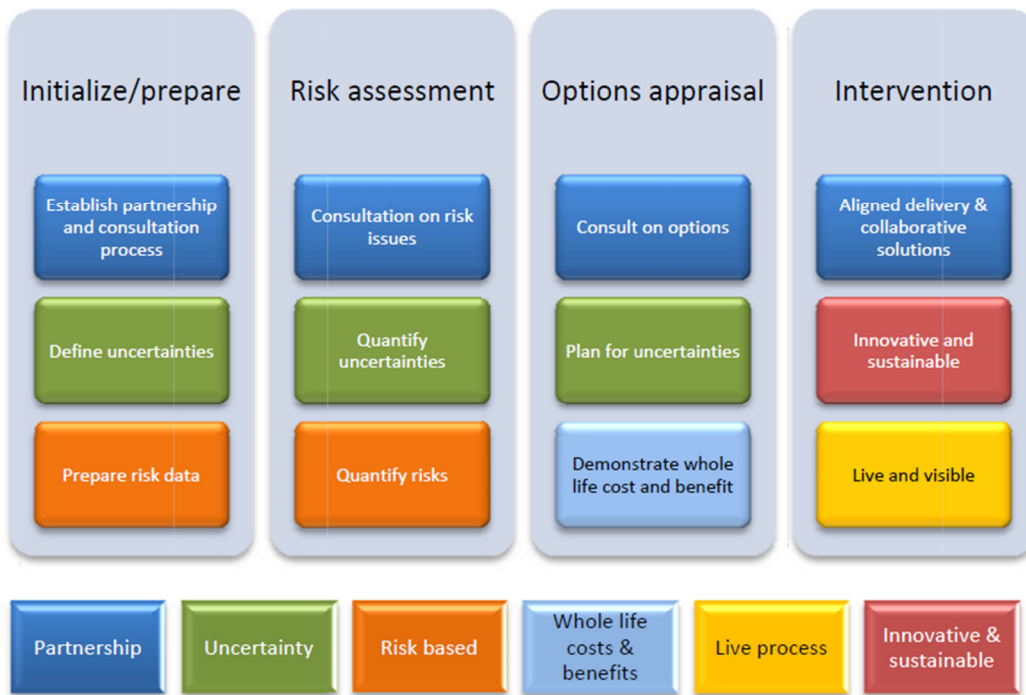 Initialize/prepare
Establish partnership
and consultation
process
Define uncertainties
Prepare risk data
Risk assessment
Consultation on risk
issues
Quantify
uncertainties
Quantify risks
Options appraisal
Consult on options
Plan for uncertainties
Demonstrate whole
life cost and benefit
Intervention
Aligned delivery &
collaborative
solutions
Innovative and
sustainable
Live and visible
Partnership
Uncertainty
Risk based
Whole life
costs &
benefits
Live process
Innovative &
sustainable